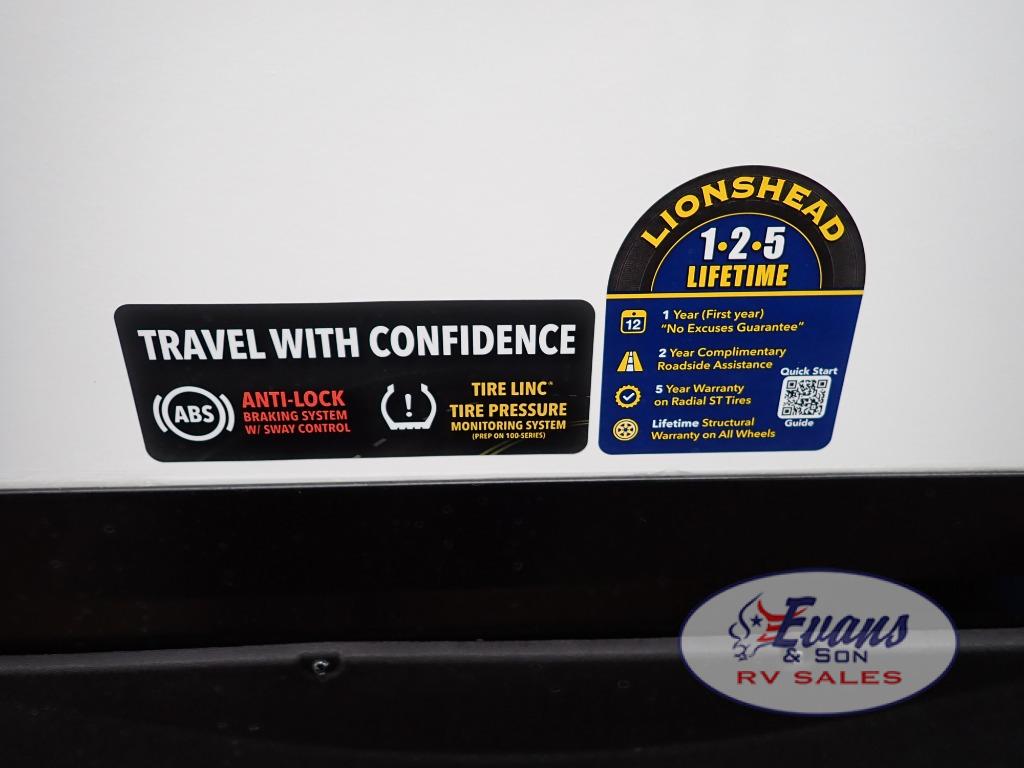 TRAVEL WITH CONFIDENCE
ABS
ANTI-LOCK
BRAKING SYSTEM
W/ SWAY CONTROL
!
TIRE LINC
TIRE PRESSURE
MONITORING SYSTEM
(PREP ON 100-SERIES)
LIONSHEAD
1•2•5
LIFETIME
12
1 Year (First year)
"No Excuses Guarantee"
2 Year Complimentary
Roadside Assistance
5 Year Warranty
on Radial ST Tires
Lifetime Structural
Warranty on All Wheels
Quick Start
Guide
Evans
& SON
RV SALES